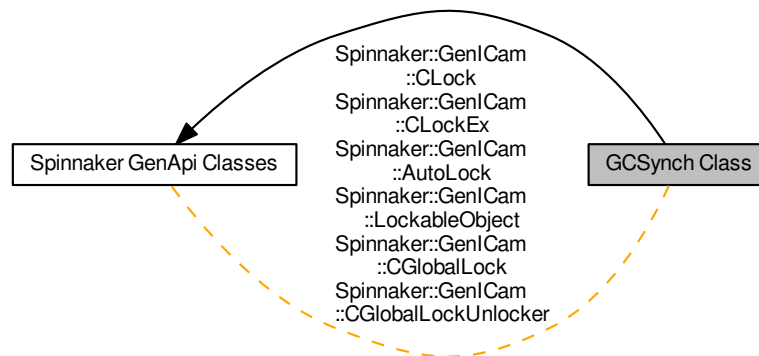 Spinnaker::GenICam
::CLock
Spinnaker::GenICam
::CLockEx
Spinnaker::GenICam
::AutoLock
Spinnaker::GenICam
::LockableObject
Spinnaker::GenICam
::CGlobalLock
Spinnaker::GenICam
::CGlobalLockUnlocker
Spinnaker GenApi Classes
GCSynch Class